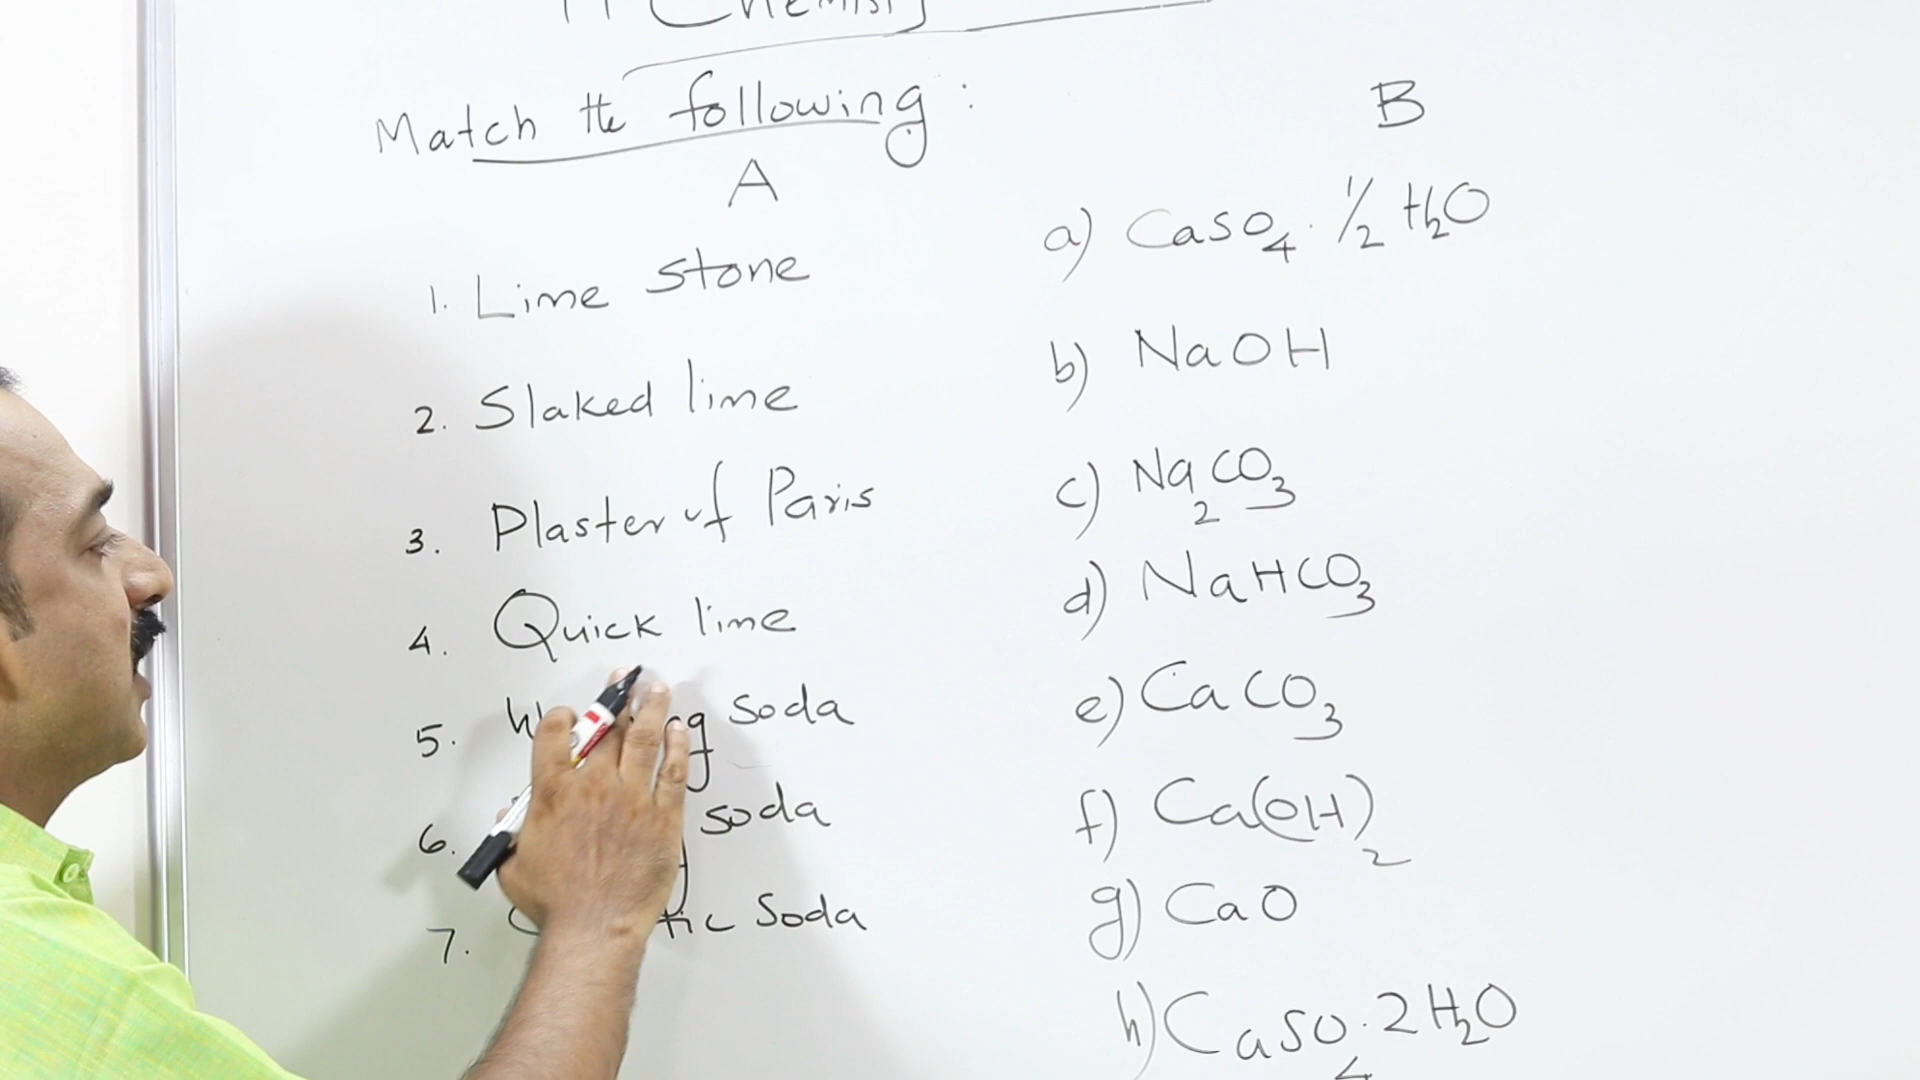 Chemist
Match the following :
A
B
1. Lime stone
a) CaSO4 . 1/2 H2O
2. Slaked lime
b) NaOH
3. Plaster of Paris
c) Na2CO3
4. Quick lime
d) NaHCO3
5. soda
e) CaCO3
6. soda
f) Ca(OH)2
7. Soda
g) CaO
h) CaSO4 . 2H2O